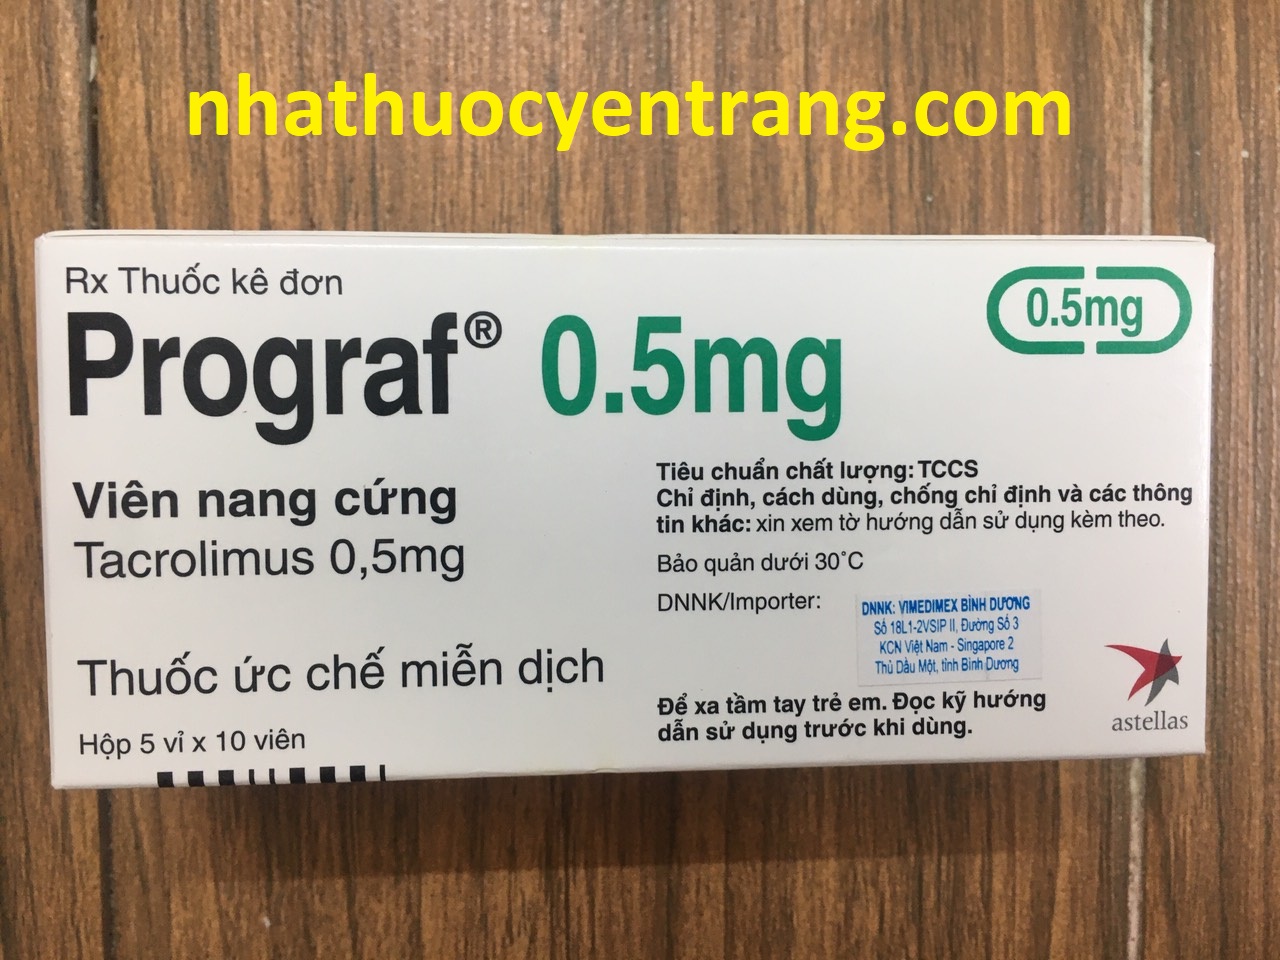 nhathuocyentrang.com
Rx Thuốc kê đơn
Prograf® 0.5mg
0.5mg
Viên nang cứng
Tacrolimus 0,5mg
Thuốc ức chế miễn dịch
Hộp 5 vỉ x 10 viên
Tiêu chuẩn chất lượng: TCCS
Chỉ định, cách dùng, chống chỉ định và các thông
tin khác: xin xem tờ hướng dẫn sử dụng kèm theo.
Bảo quản dưới 30°C
DNNK/Importer:
DNNK: VIMEDIMEX BÌNH DƯƠNG
Số 18L1-2VSIP II, Đường Số 3
KCN Việt Nam - Singapore 2
Thủ Dầu Một, tỉnh Bình Dương
Để xa tầm tay trẻ em. Đọc kỹ hướng
dẫn sử dụng trước khi dùng.
astellas